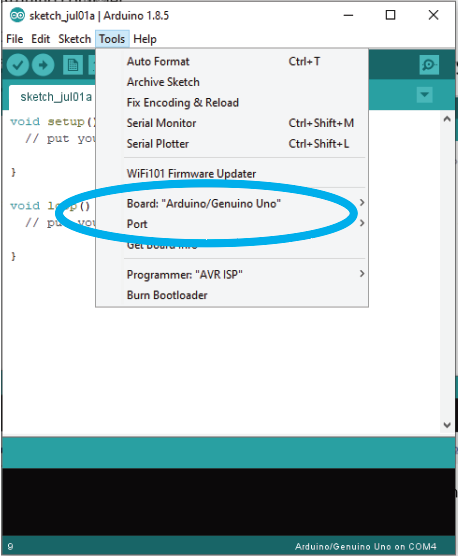 sketch_jul01a | Arduino 1.8.5
File Edit Sketch Tools Help
Auto Format Ctrl+T
Archive Sketch
Fix Encoding & Reload
Serial Monitor Ctrl+Shift+M
Serial Plotter Ctrl+Shift+L
WiFi101 Firmware Updater
Board: "Arduino/Genuino Uno"
Port
Get Board Info
Programmer: "AVR ISP"
Burn Bootloader
sketch_jul01a
void setup()
// put you
}
void loop()
// put you
}
9 Arduino/Genuino Uno on COM4